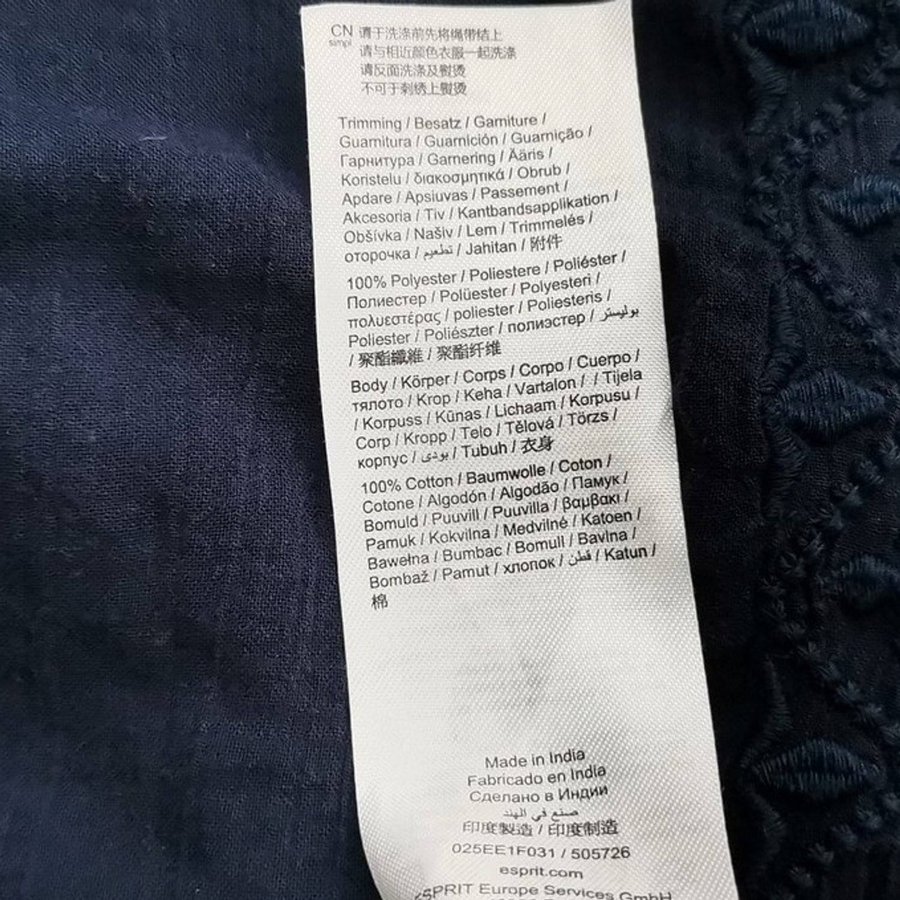 CN 请于洗涤前先将绳带结上
simpl 请与相近颜色衣服一起洗涤
请反面洗涤及熨烫
不可于刺绣上熨烫
Trimming / Besatz / Garniture /
Guarnitura / Guarnición / Guarnição /
Гарнитура / Garnering / Ääris /
Koristelu / διακοσμητικά / Obrub /
Apdare / Apsiuvas / Passement /
Akcesoria / Tiv / Kantbandsapplikation /
Obšívka / Našiv / Lem / Trimmelés /
оторочка / تطعيم / Jahitan / 附件
100% Polyester / Poliestere / Poliéster /
Полиестер / Polüester / Polyesteri /
πολυεστέρας / poliester / Poliesteris /
Poliester / Poliészter / полиэстер / بوليستر
/ 聚酯纖維 / 聚酯纤维
Body / Körper / Corps / Corpo / Cuerpo /
тялото / Krop / Keha / Vartalon / / Tijela
/ Korpuss / Kūnas / Lichaam / Korpusu /
Corp / Kropp / Telo / Tělová / Törzs /
корпус / بودى / Tubuh / 衣身
100% Cotton / Baumwolle / Coton /
Cotone / Algodón / Algodão / Памук /
Bomuld / Puuvill / Puuvilla / βαμβακι /
Pamuk / Kokvilna / Medvilnė / Katoen /
Bawełna / Bumbac / Bomull / Bavlna /
Bombaž / Pamut / хлопок / قطن / Katun /
棉
Made in India
Fabricado en India
Сделано в Индии
صنع في الهند
印度製造 / 印度制造
025EE1F031 / 505726
esprit.com
ESPRIT Europe Services GmbH